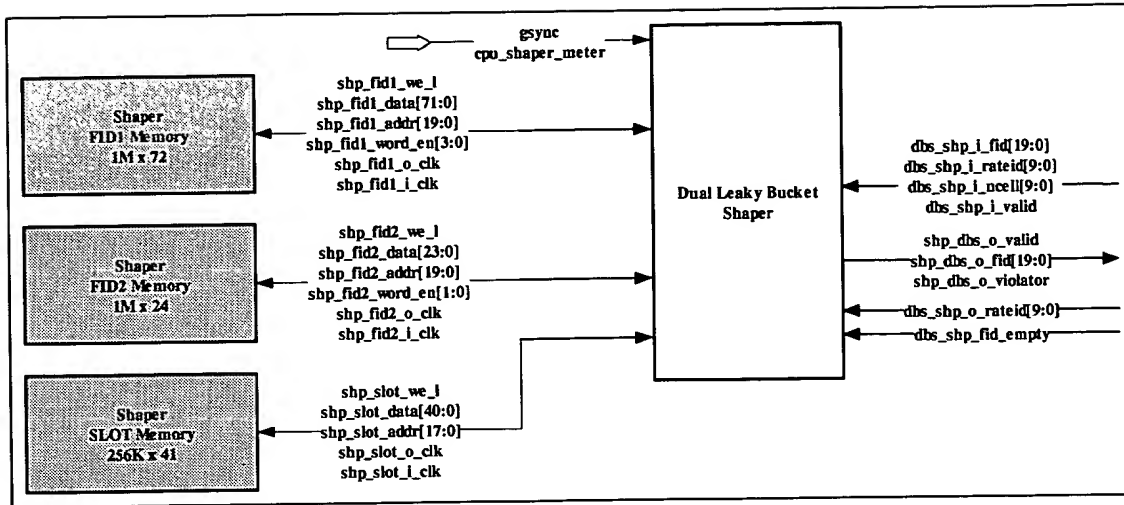 gsync
cpu_shaper_meter
Shaper
FID1 Memory
1M x 72
shp_fid1_we_l
shp_fid1_data[71:0]
shp_fid1_addr[19:0]
shp_fid1_word_en[3:0]
shp_fid1_o_clk
shp_fid1_i_clk
Shaper
FID2 Memory
1M x 24
shp_fid2_we_l
shp_fid2_data[23:0]
shp_fid2_addr[19:0]
shp_fid2_word_en[1:0]
shp_fid2_o_clk
shp_fid2_i_clk
Shaper
SLOT Memory
256K x 41
shp_slot_we_l
shp_slot_data[40:0]
shp_slot_addr[17:0]
shp_slot_o_clk
shp_slot_i_clk
Dual Leaky Bucket
Shaper
dbs_shp_i_fid[19:0]
dbs_shp_i_rateid[9:0]
dbs_shp_i_ncell[9:0]
dbs_shp_i_valid
shp_dbs_o_valid
shp_dbs_o_fid[19:0]
shp_dbs_o_violator
dbs_shp_o_rateid[9:0]
dbs_shp_fid_empty